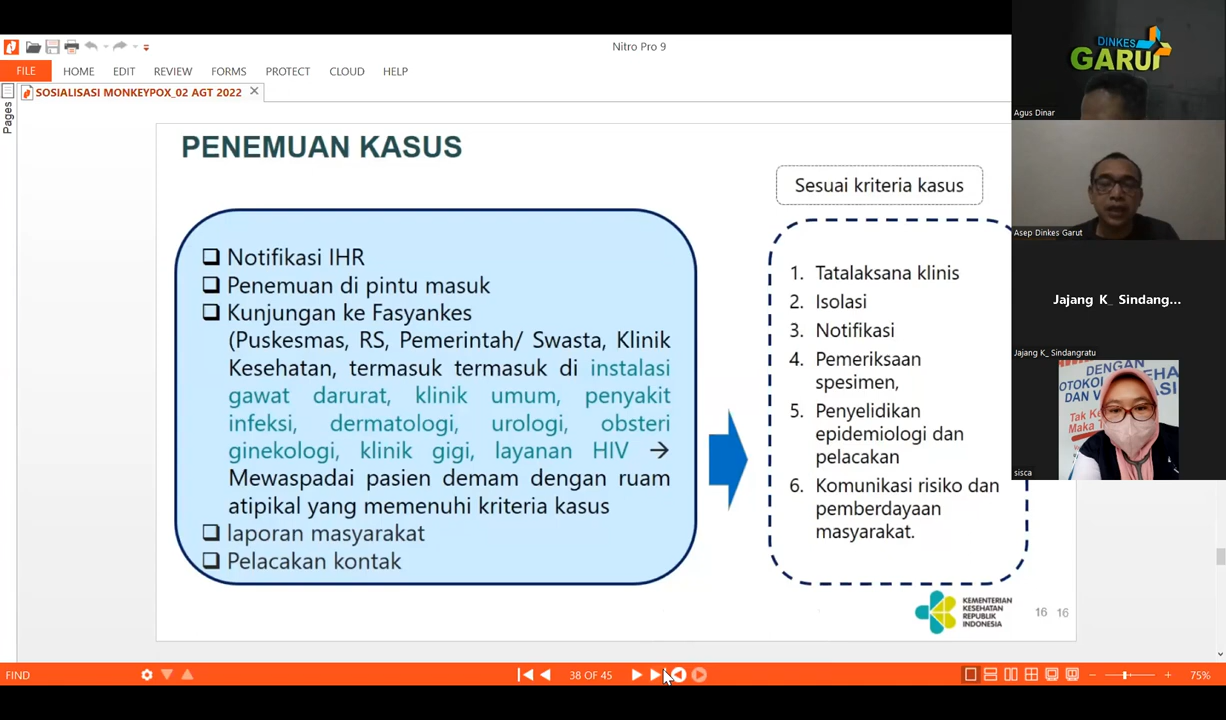 Nitro Pro 9
FILE HOME EDIT REVIEW FORMS PROTECT CLOUD HELP
SOSIALISASI MONKEYPOX_02 AGT 2022
Pages
PENEMUAN KASUS
Notifikasi IHR
Penemuan di pintu masuk
Kunjungan ke Fasyankes
(Puskesmas, RS, Pemerintah/ Swasta, Klinik
Kesehatan, termasuk termasuk di instalasi
gawat darurat, klinik umum, penyakit
infeksi, dermatologi, urologi, obsteri
ginekologi, klinik gigi, layanan HIV →
Mewaspadai pasien demam dengan ruam
atipikal yang memenuhi kriteria kasus
laporan masyarakat
Pelacakan kontak
Sesuai kriteria kasus
1. Tatalaksana klinis
2. Isolasi
3. Notifikasi
4. Pemeriksaan
spesimen,
5. Penyelidikan
epidemiologi dan
pelacakan
6. Komunikasi risiko dan
pemberdayaan
masyarakat.
KEMENTERIAN
KESEHATAN
REPUBLIK
INDONESIA
16 16
FIND
38 OF 45
75%
DINKES
GARUT
Agus Dinar
Asep Dinkes Garut
Jajang K_ Sindang...
Jajang K_ Sindangratu
DENGAN
Tak
sisca